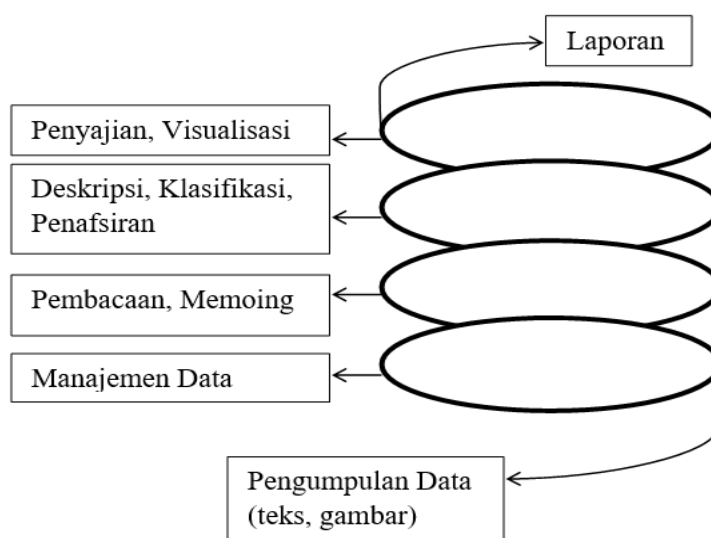 Laporan
Penyajian, Visualisasi
Deskripsi, Klasifikasi,
Penafsiran
Pembacaan, Memoing
Manajemen Data
Pengumpulan Data
(teks, gambar)